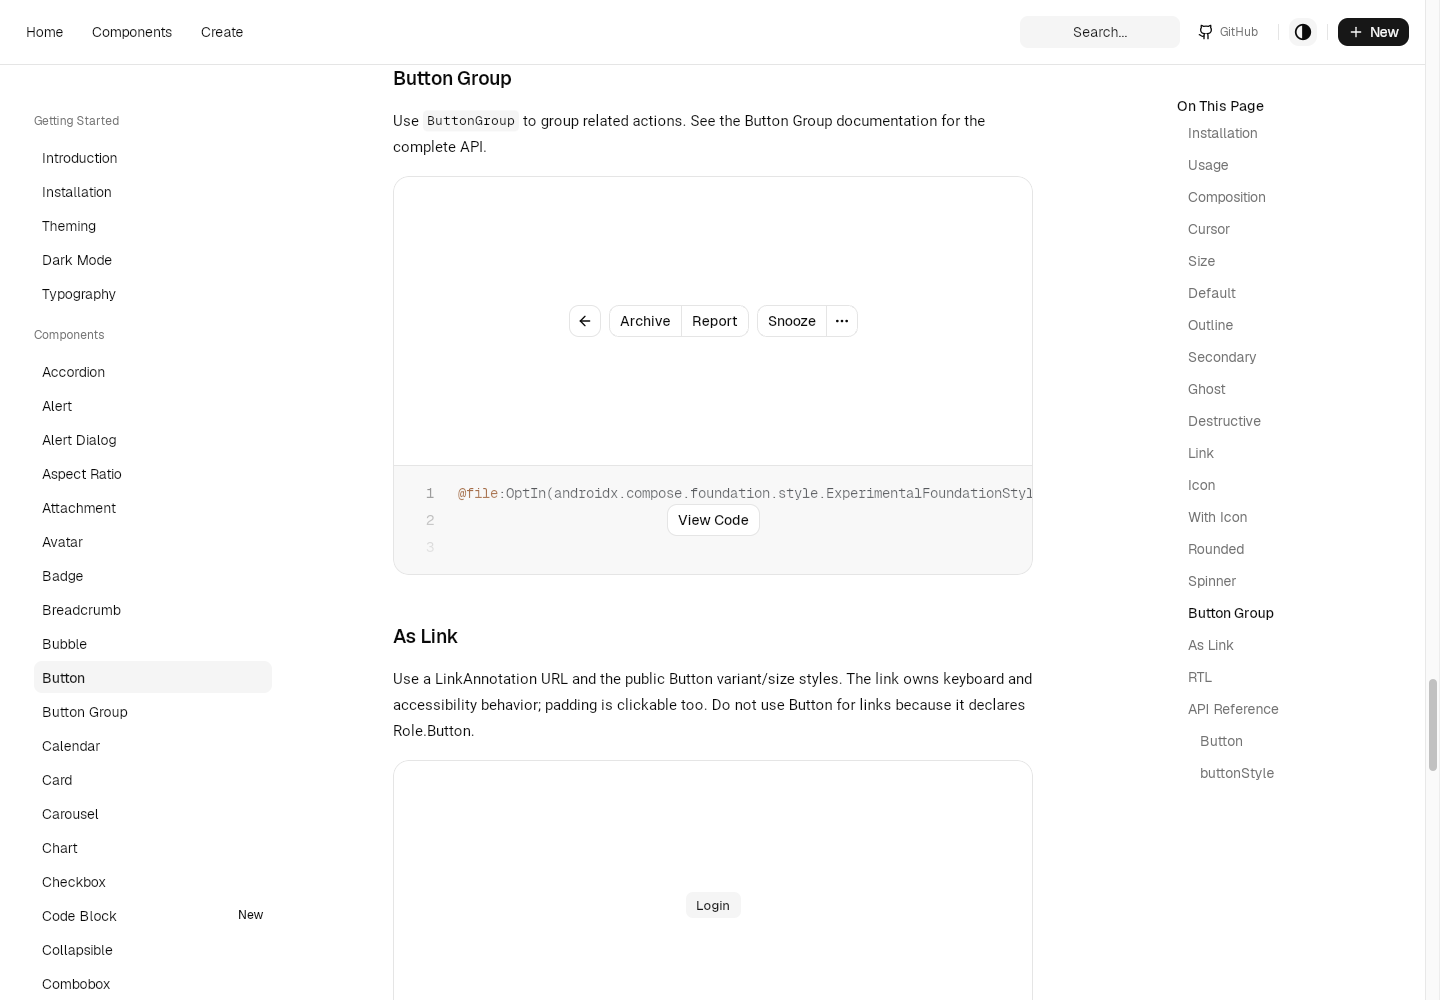 Home
Components
Create
Search...
GitHub
New
Getting Started
Introduction
Installation
Theming
Dark Mode
Typography
Components
Accordion
Alert
Alert Dialog
Aspect Ratio
Attachment
Avatar
Badge
Breadcrumb
Bubble
Button
Button Group
Calendar
Card
Carousel
Chart
Checkbox
Code Block New
Collapsible
Combobox
Button Group
Use ButtonGroup to group related actions. See the Button Group documentation for the
complete API.
Archive
Report
Snooze
1 @file:OptIn(androidx.compose.foundation.style.ExperimentalFoundationStyl
2
View Code
3
As Link
Use a LinkAnnotation URL and the public Button variant/size styles. The link owns keyboard and
accessibility behavior; padding is clickable too. Do not use Button for links because it declares
Role.Button.
Login
On This Page
Installation
Usage
Composition
Cursor
Size
Default
Outline
Secondary
Ghost
Destructive
Link
Icon
With Icon
Rounded
Spinner
Button Group
As Link
RTL
API Reference
Button
buttonStyle